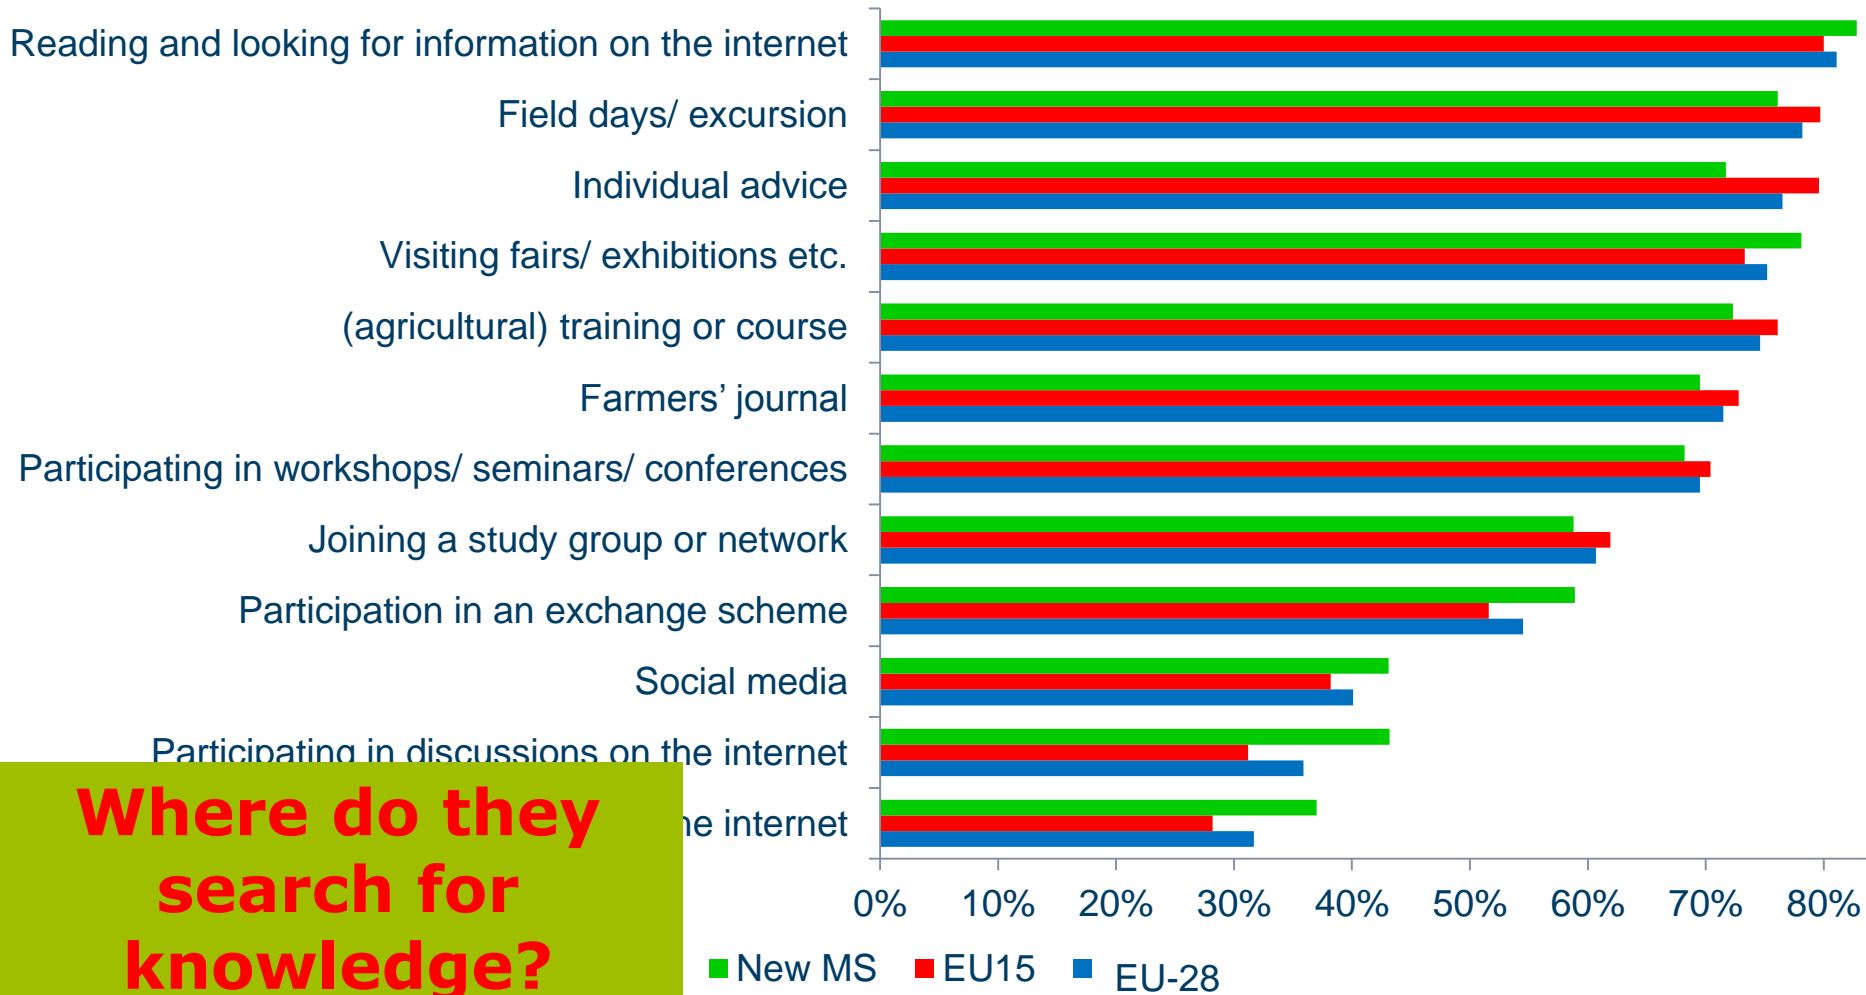 Reading and looking for information on the internet
Field days/ excursion
Individual advice
Visiting fairs/ exhibitions etc.
(agricultural) training or course
Farmers’ journal
Participating in workshops/ seminars/ conferences
Joining a study group or network
Participation in an exchange scheme
Social media
Participating in discussions on the internet
internet
0% 10% 20% 30% 40% 50% 60% 70% 80%
Where do they
search for
knowledge?
New MS EU15 EU-28